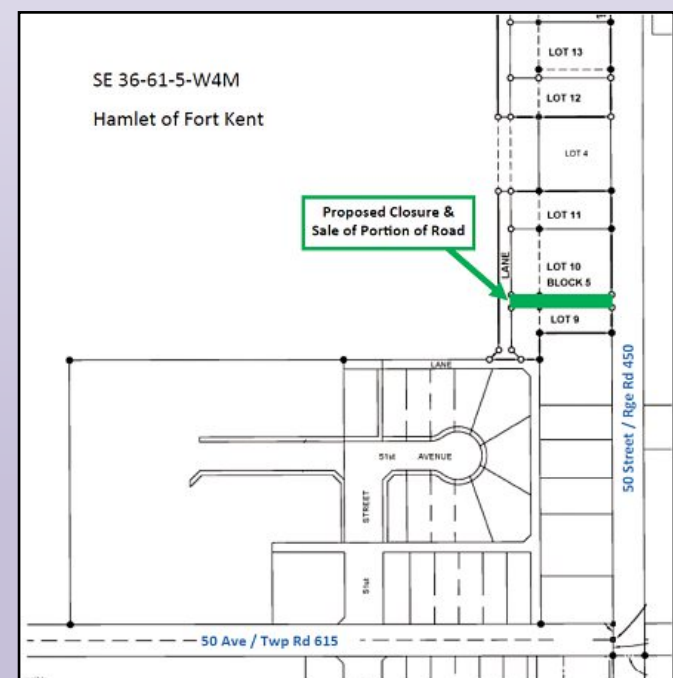 SE 36-61-5-W4M
Hamlet of Fort Kent
LOT 13
LOT 12
LOT 4
Proposed Closure &
Sale of Portion of Road
LOT 11
LANE
LOT 10
BLOCK 5
LOT 9
LANE
50 Street / Rge Rd 450
51st AVENUE
STREET
51st
50 Ave / Twp Rd 615